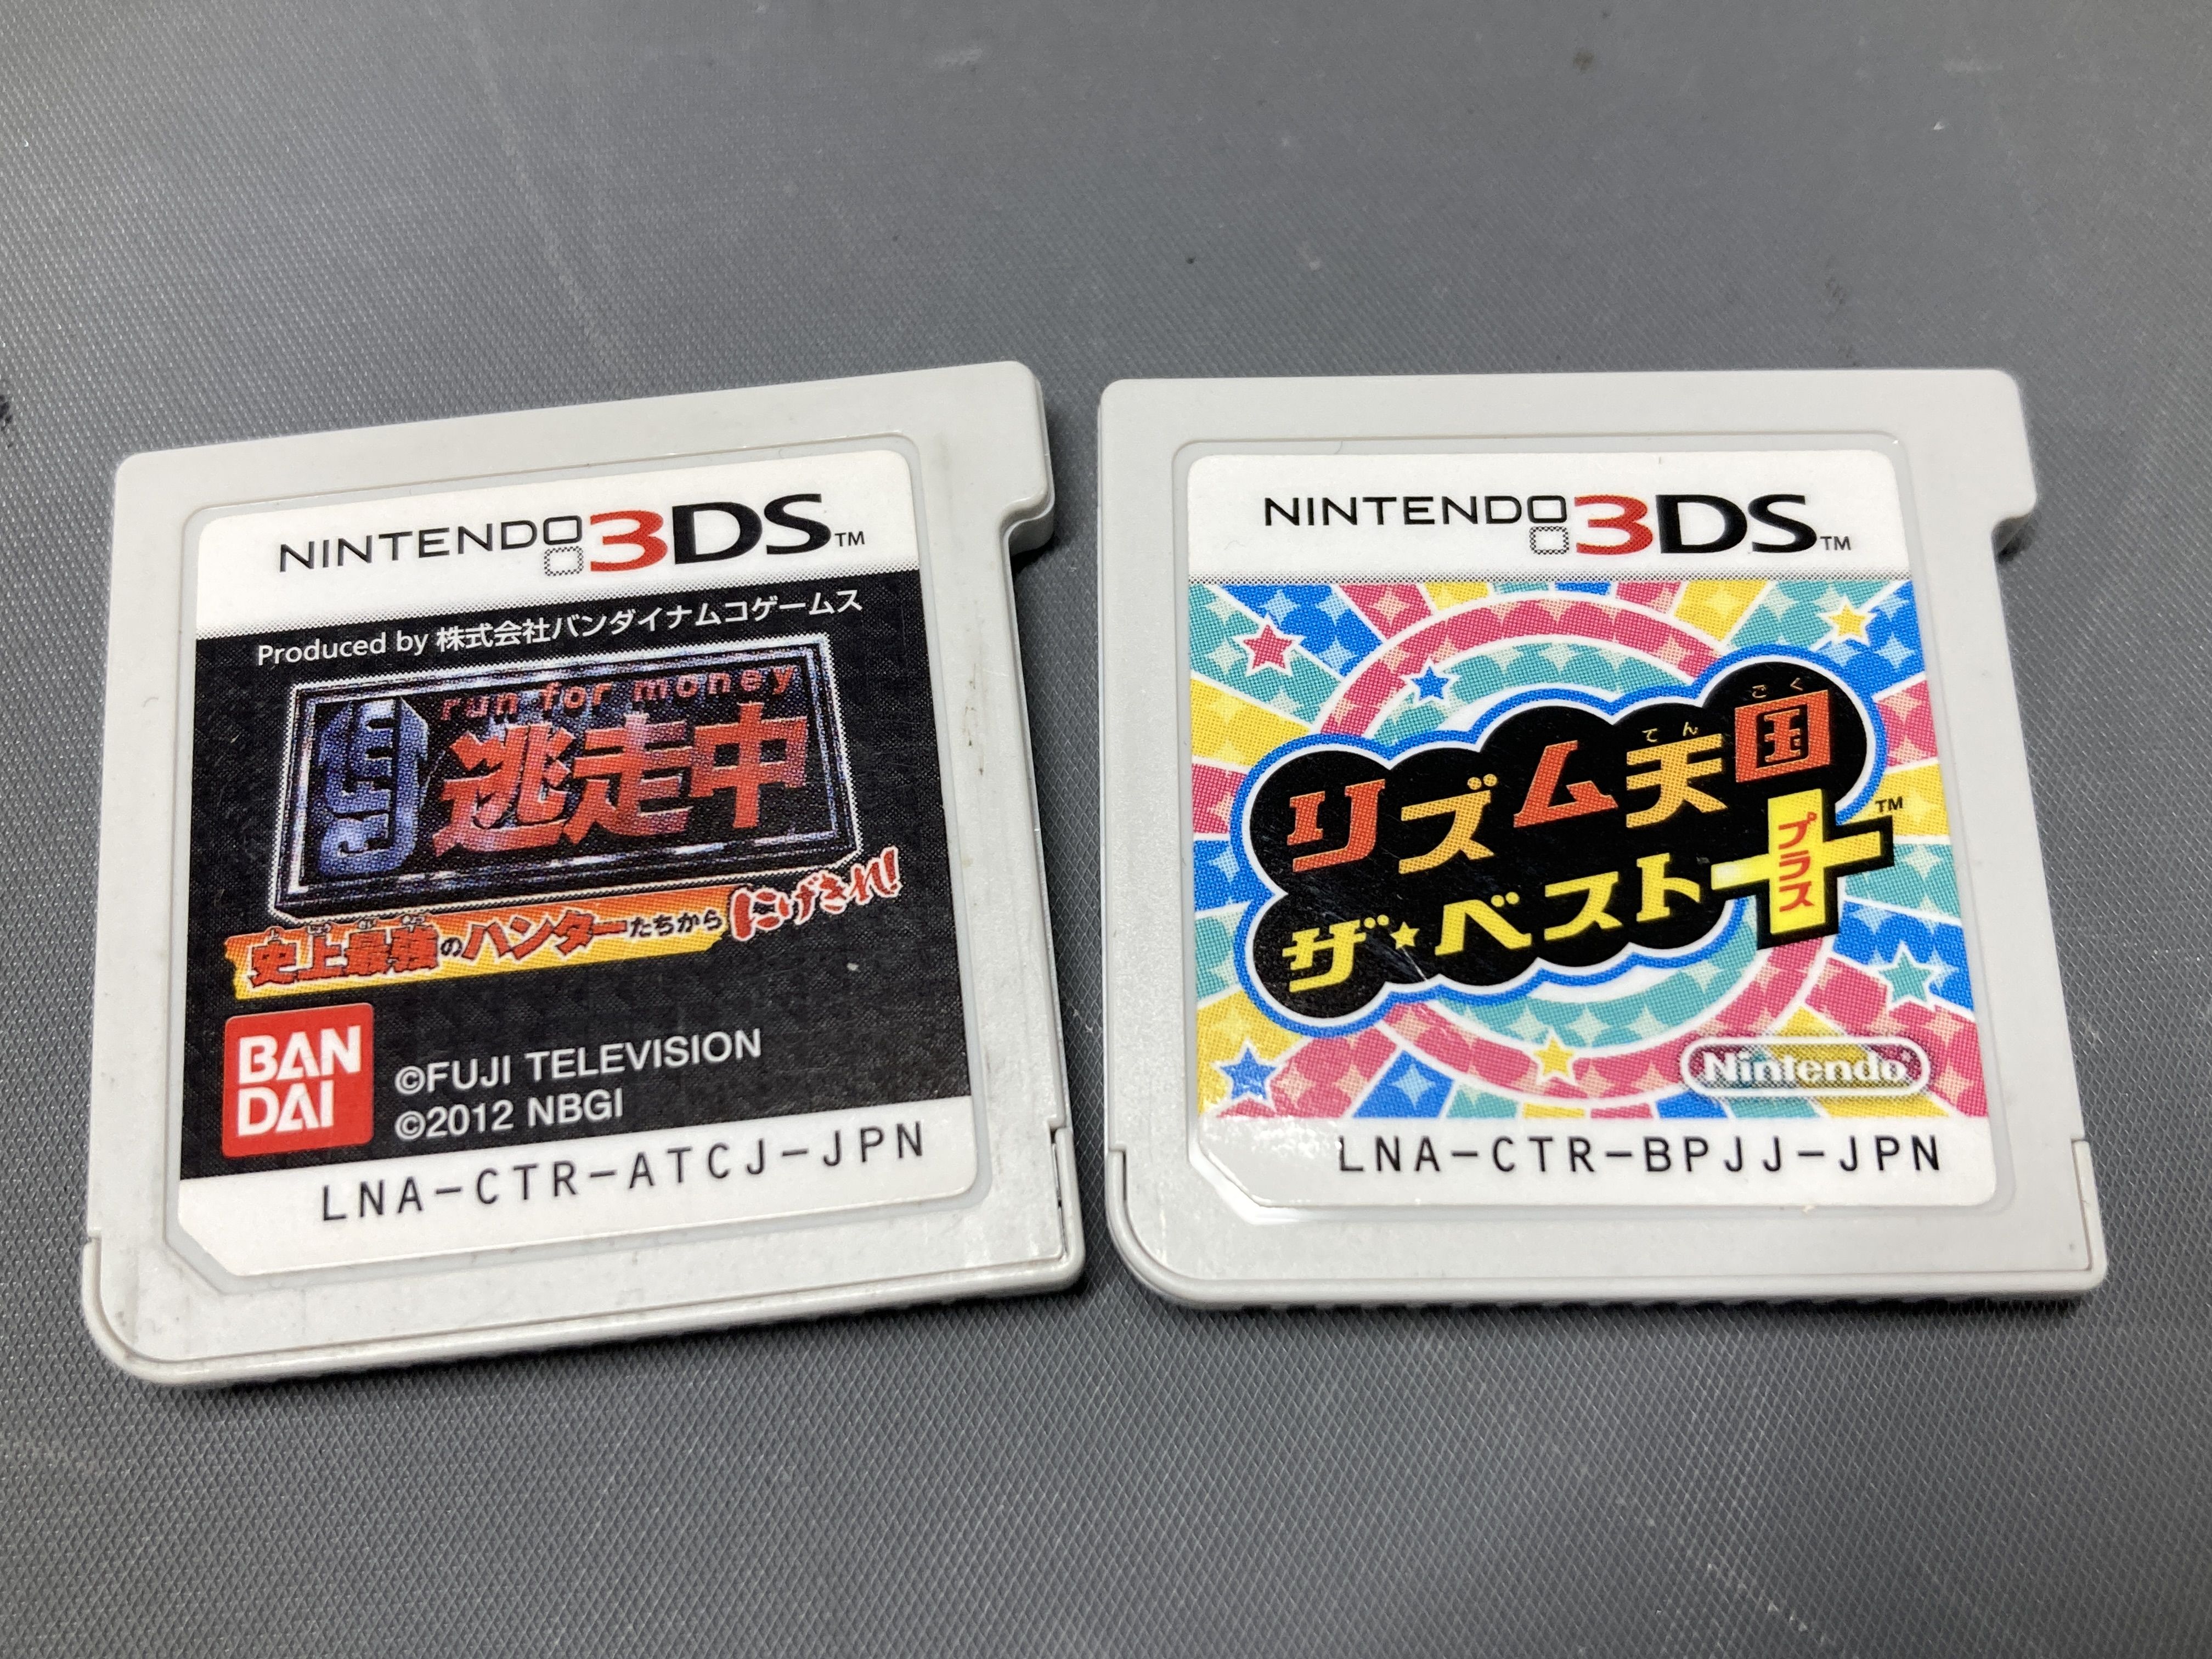 NINTENDO 3DS™
Produced by 株式会社バンダイナムコゲームス
run for money
逃走中
史上最強のハンターたちからにげきれ!
BAN
DAI
©FUJI TELEVISION
©2012 NBGI
LNA-CTR-ATCJ-JPN
NINTENDO 3DS™
ごく
てん
リズム天国
ザ★ベスト+ ™
プラス
Nintendo®
LNA-CTR-BPJJ-JPN